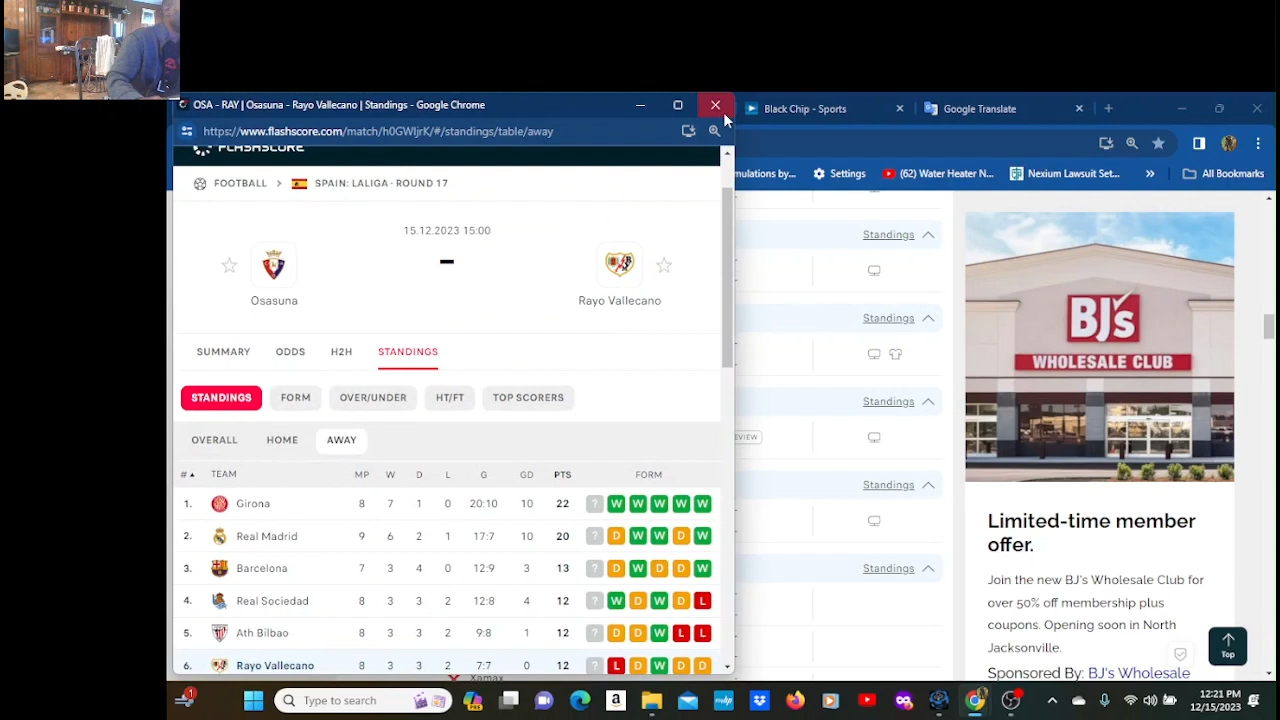 OSA - RAY | Osasuna - Rayo Vallecano | Standings - Google Chrome
Black Chip - Sports
Google Translate
https://www.flashscore.com/match/h0GWljrK/#/standings/table/away
mulations by...
Settings
(62) Water Heater N...
Nexium Lawsuit Set...
All Bookmarks
FLASHSCORE
FOOTBALL
SPAIN: LALIGA - ROUND 17
15.12.2023 15:00
-
Osasuna
Rayo Vallecano
SUMMARY ODDS H2H STANDINGS
STANDINGS FORM OVER/UNDER HT/FT TOP SCORERS
OVERALL HOME AWAY
# TEAM MP W D L G GD PTS FORM
1. Girona 8 7 1 0 20:10 10 22 ? W W W W W
2. Real Madrid 9 6 2 1 17:7 10 20 ? D W W D W
3. Barcelona 7 3 4 0 12:9 3 13 ? D W D D W
4. Real Sociedad 8 3 3 2 12:8 4 12 ? W D W D L
5. Ath Bilbao 8 3 3 2 9:8 1 12 ? D D W L L
6. Rayo Vallecano 8 3 3 2 7:7 0 12 ? L D W D D
Xamax
Standings
Standings
Standings
EVIEW
Standings
Standings
BJ's
WHOLESALE CLUB
Limited-time member
offer.
Join the new BJ's Wholesale Club for
over 50% off membership plus
coupons. Opening soon in North
Jacksonville.
Sponsored By: BJ's Wholesale
Top
1
Type here to search
12:21 PM
12/15/2023